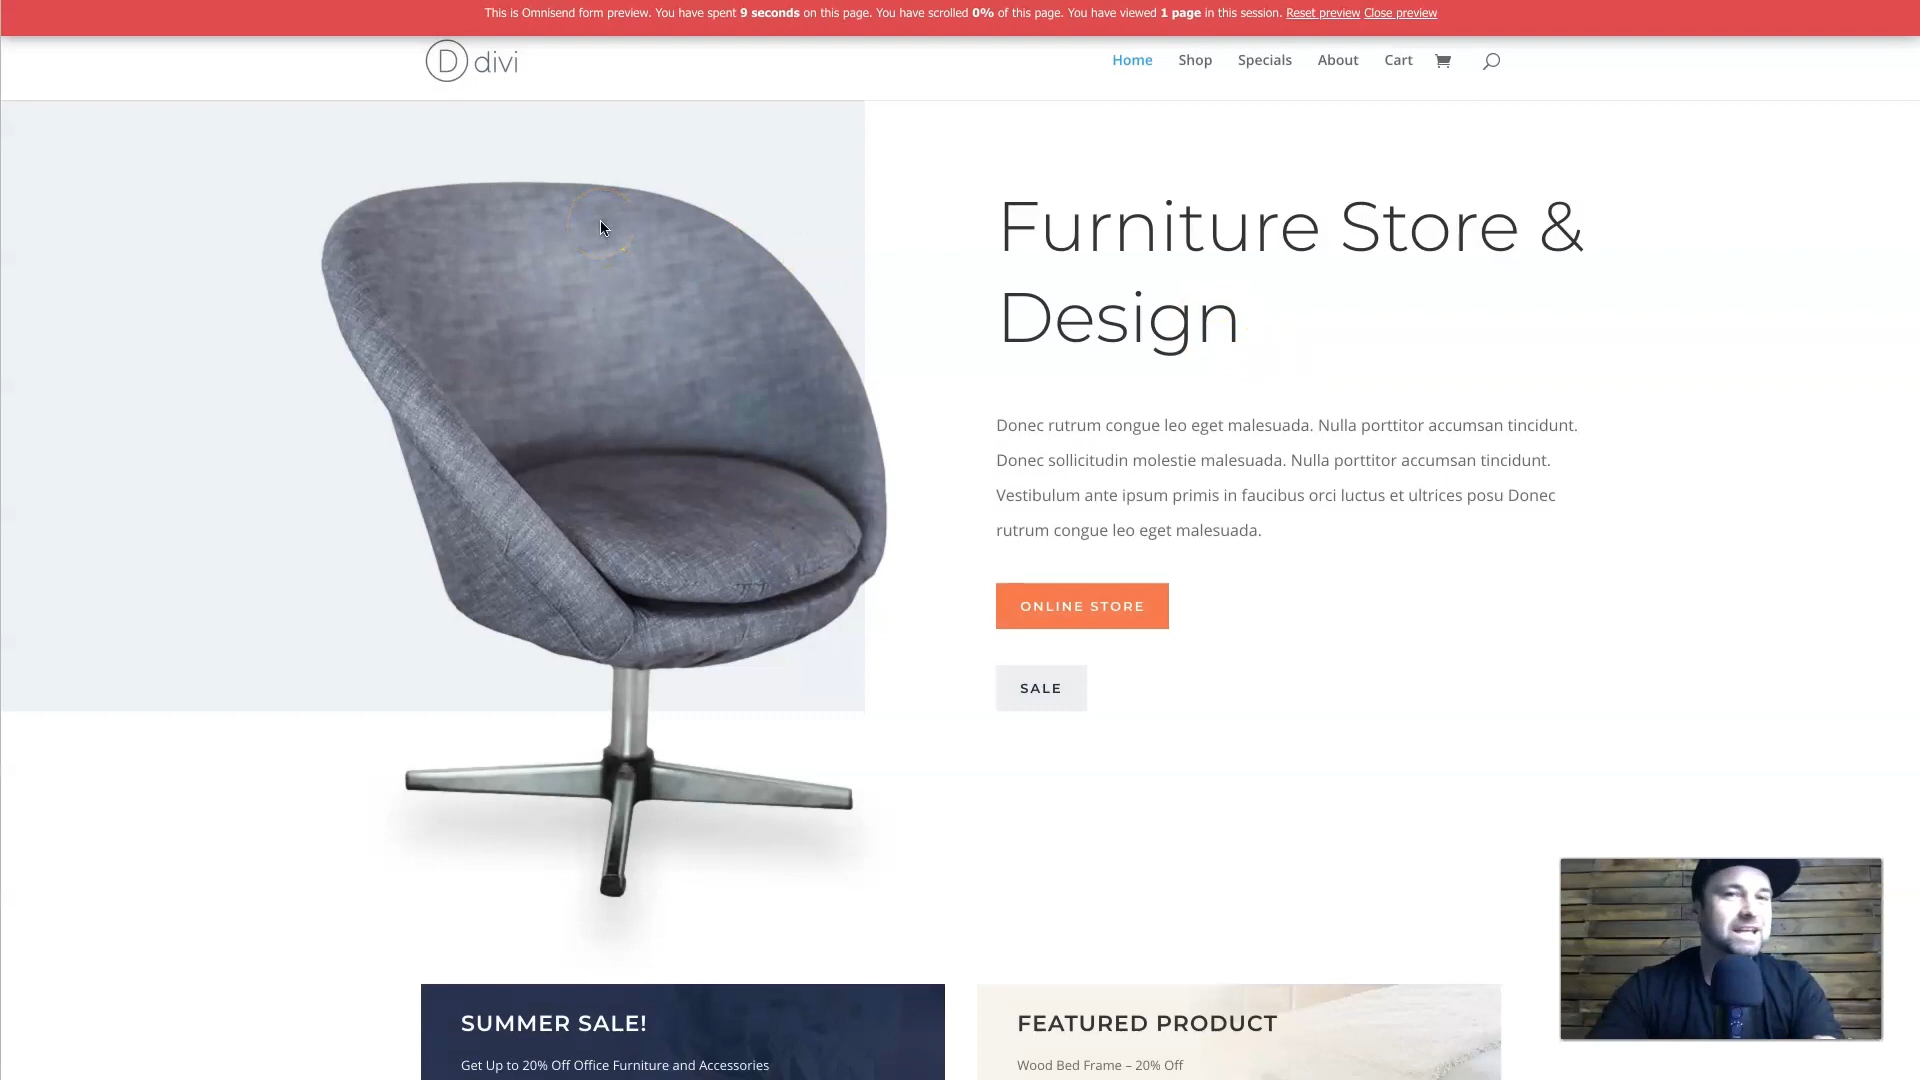 This is Omnisend form preview. You have spent 9 seconds on this page. You have scrolled 0% of this page. You have viewed 1 page in this session. Reset preview Close preview
D divi
Home Shop Specials About Cart
Furniture Store &
Design
Donec rutrum congue leo eget malesuada. Nulla porttitor accumsan tincidunt.
Donec sollicitudin molestie malesuada. Nulla porttitor accumsan tincidunt.
Vestibulum ante ipsum primis in faucibus orci luctus et ultrices posu Donec
rutrum congue leo eget malesuada.
ONLINE STORE
SALE
SUMMER SALE!
Get Up to 20% Off Office Furniture and Accessories
FEATURED PRODUCT
Wood Bed Frame – 20% Off